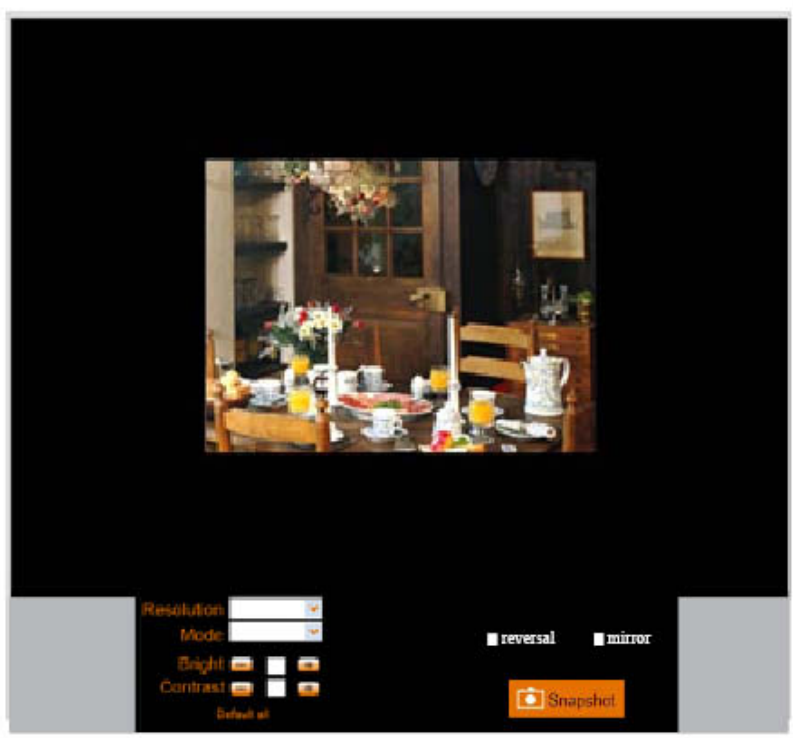 Resolution
Mode
Bright
Contrast
Default all
reversal
mirror
Snapshot